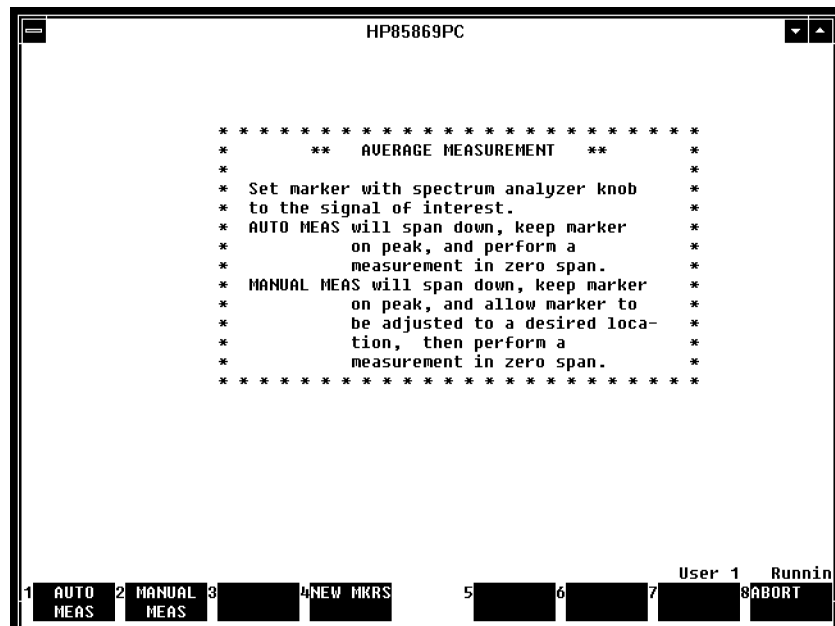 HP85869PC
* * * * * * * * * * * * * * * * * * * * * * * *
* ** AVERAGE MEASUREMENT ** *
* *
* Set marker with spectrum analyzer knob *
* to the signal of interest. *
* AUTO MEAS will span down, keep marker *
* on peak, and perform a *
* measurement in zero span. *
* MANUAL MEAS will span down, keep marker *
* on peak, and allow marker to *
* be adjusted to a desired loca- *
* tion, then perform a *
* measurement in zero span. *
* * * * * * * * * * * * * * * * * * * * * * * *
User 1 Runnin
1 AUTO 2 MANUAL 3 4 NEW MKRS 5 6 7 8 ABORT
MEAS MEAS